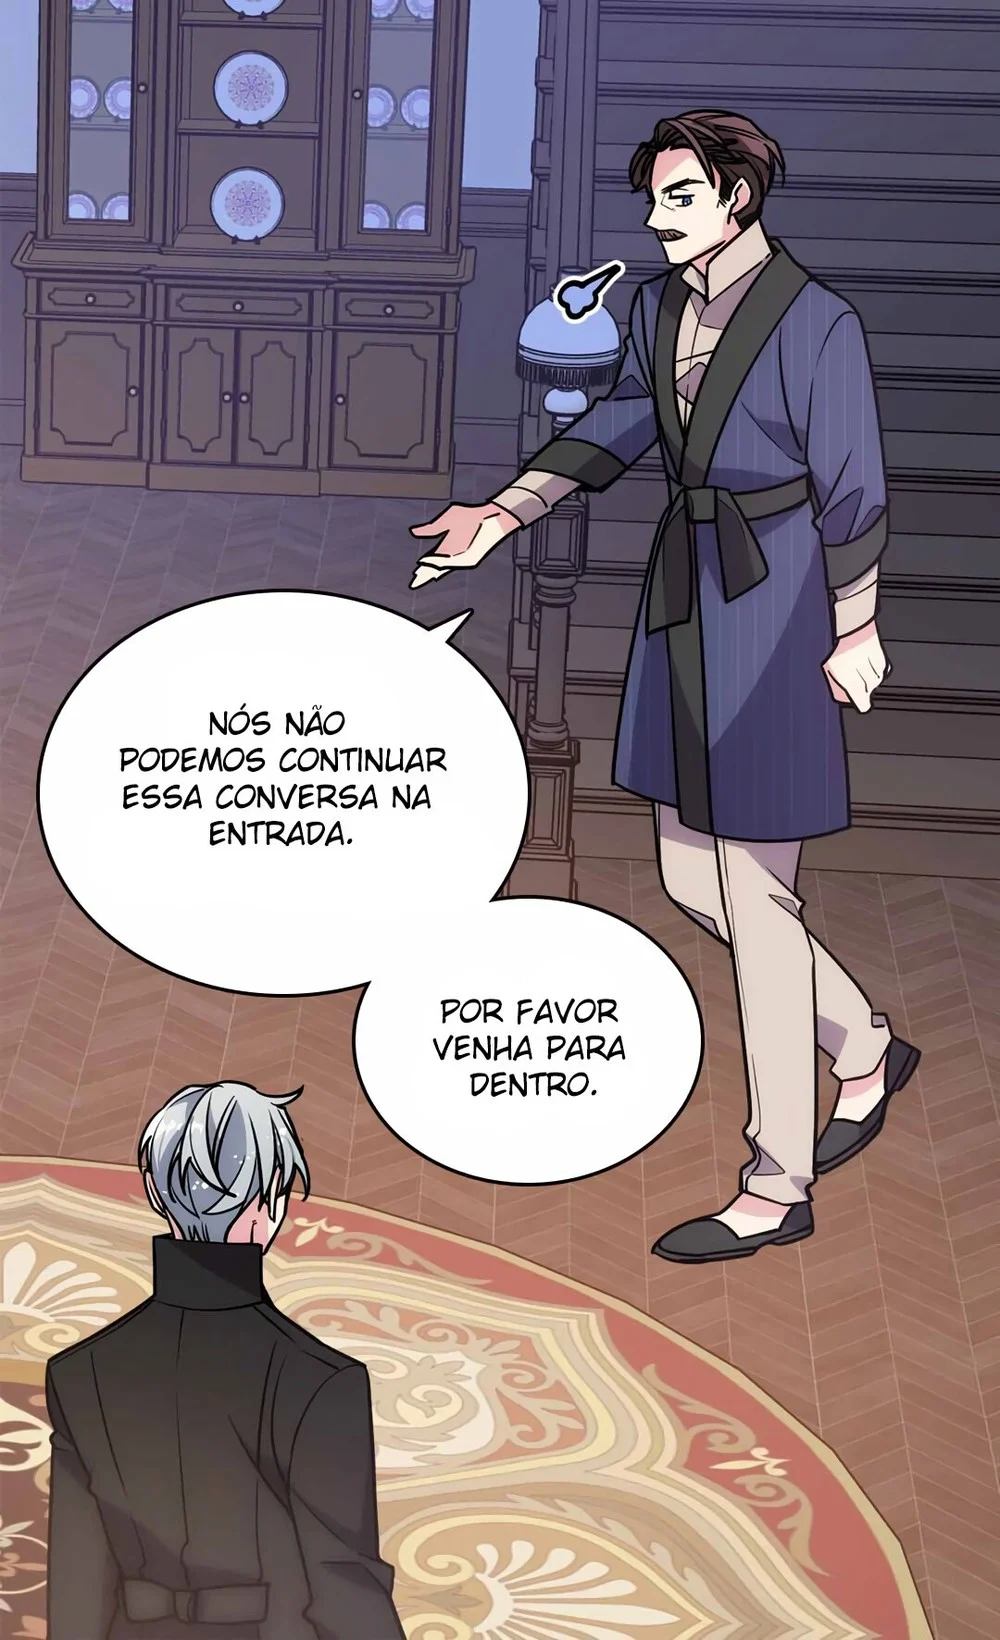 NÓS NÃO
PODEMOS CONTINUAR
ESSA CONVERSA NA
ENTRADA.
POR FAVOR
VENHA PARA
DENTRO.